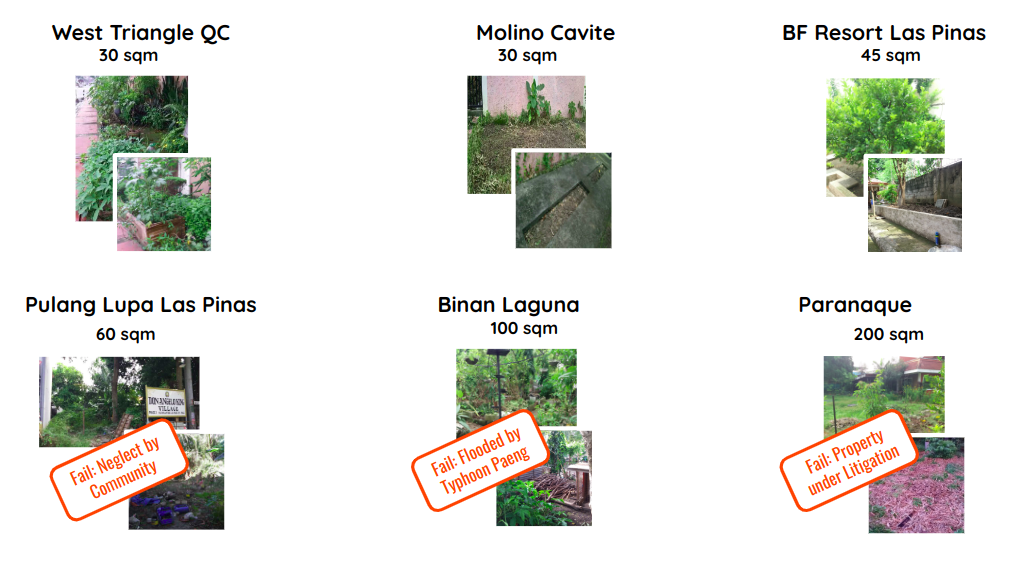 West Triangle QC
30 sqm
Molino Cavite
30 sqm
BF Resort Las Pinas
45 sqm
Pulang Lupa Las Pinas
60 sqm
VILLAGE
Fail: Neglect by
Community
Binan Laguna
100 sqm
Fail: Flooded by
Typhoon Paeng
Paranaque
200 sqm
Fail: Property
under Litigation